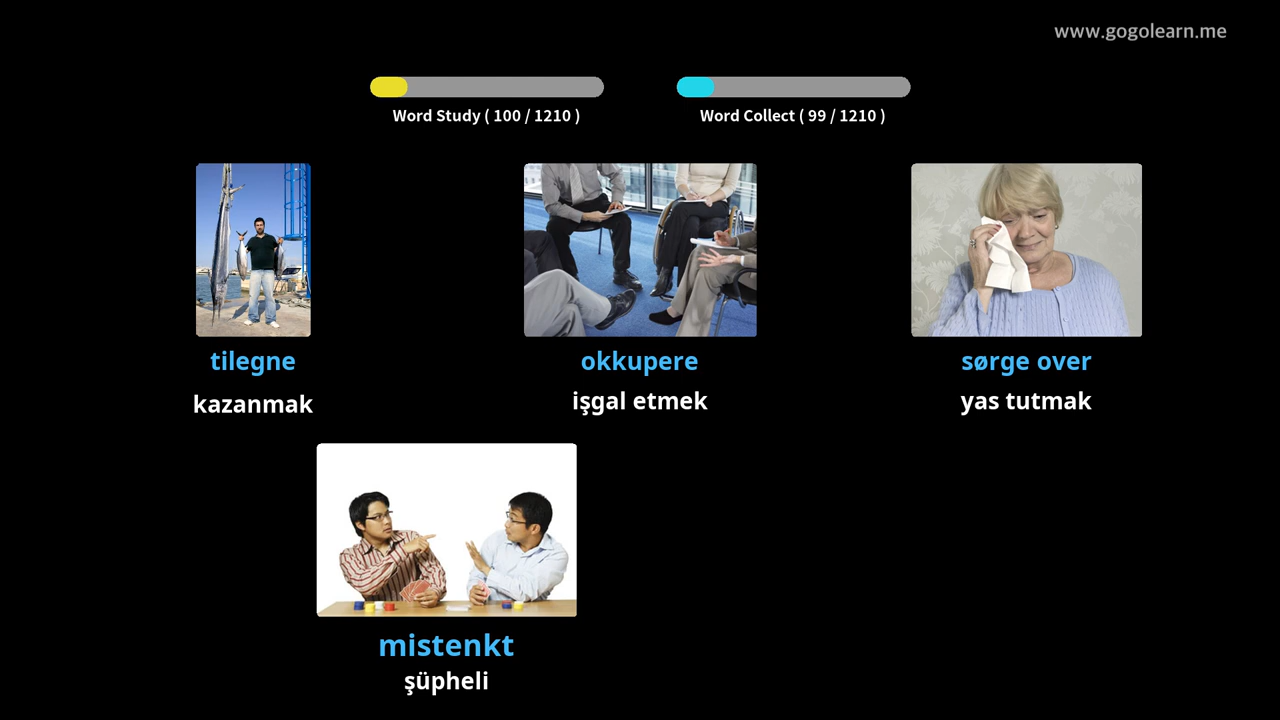 www.gogolearn.me
Word Study ( 100 / 1210 )
Word Collect ( 99 / 1210 )
tilegne
okkupere
sørge over
kazanmak
işgal etmek
yas tutmak
mistenkt
şüpheli